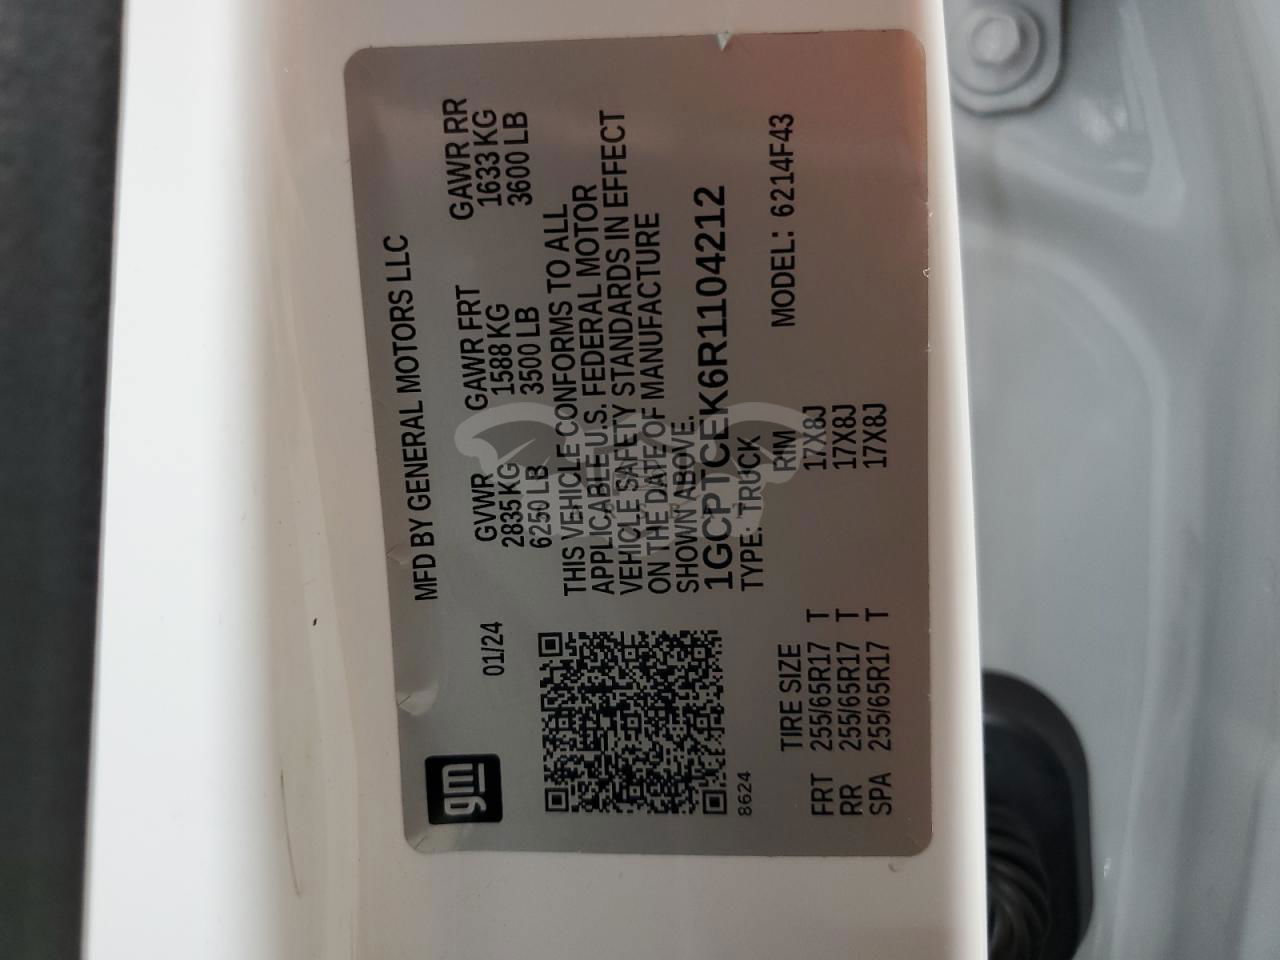 gm
MFD BY GENERAL MOTORS LLC
01/24
GVWR GAWR FRT GAWR RR
2835 KG 1588 KG 1633 KG
6250 LB 3500 LB 3600 LB
THIS VEHICLE CONFORMS TO ALL
APPLICABLE U.S. FEDERAL MOTOR
VEHICLE SAFETY STANDARDS IN EFFECT
ON THE DATE OF MANUFACTURE
SHOWN ABOVE.
1GCPTCEK6R1104212
8624
TYPE: TRUCK
TIRE SIZE RIM MODEL: 6214F43
FRT 255/65R17 T 17X8J
RR 255/65R17 T 17X8J
SPA 255/65R17 T 17X8J